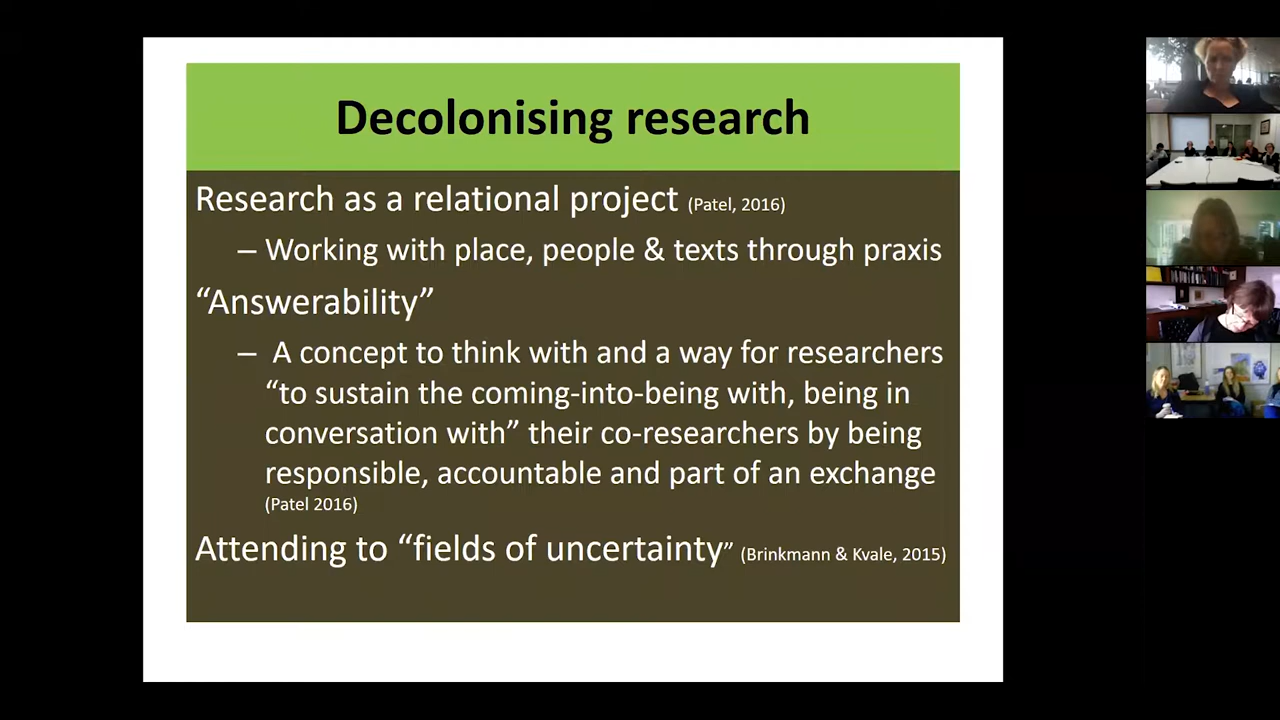 Decolonising research
Research as a relational project (Patel, 2016)
– Working with place, people & texts through praxis
“Answerability”
– A concept to think with and a way for researchers
“to sustain the coming-into-being with, being in
conversation with” their co-researchers by being
responsible, accountable and part of an exchange
(Patel 2016)
Attending to “fields of uncertainty” (Brinkmann & Kvale, 2015)